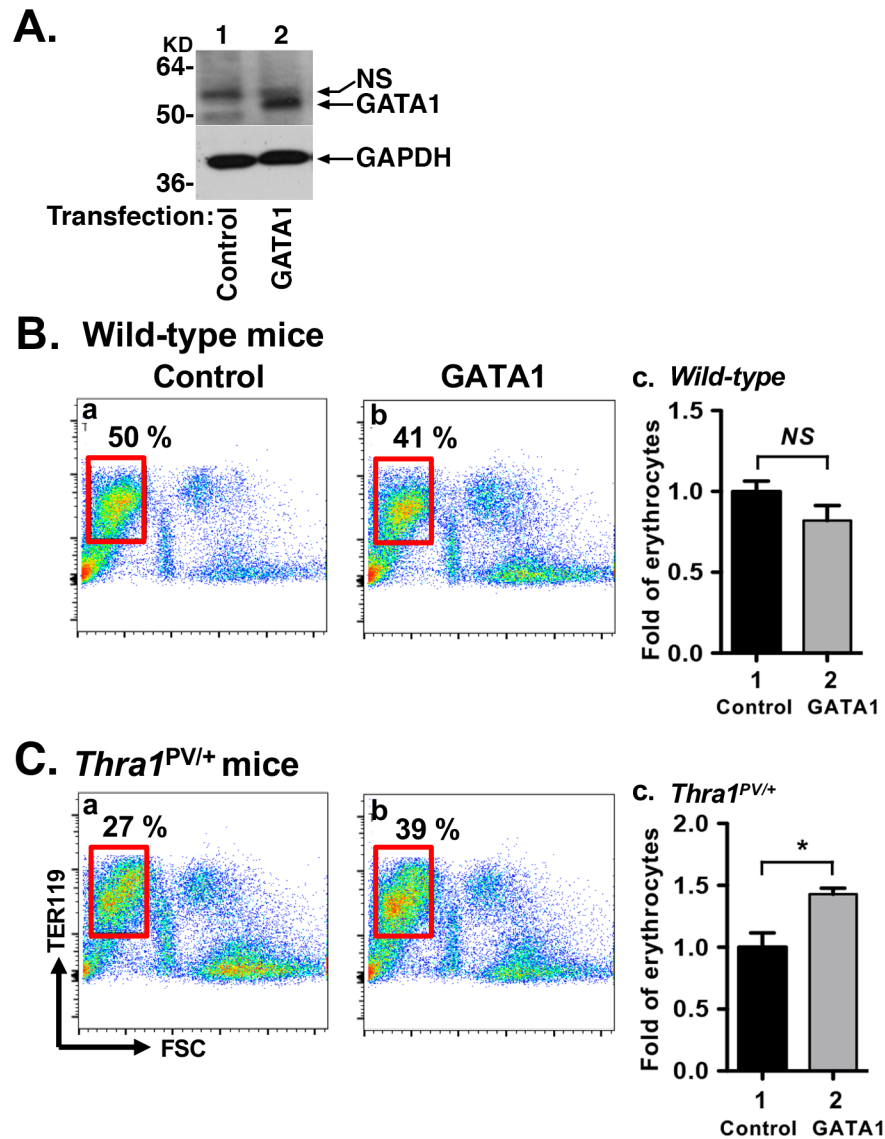 A.
1 2
KD
64-
NS
GATA1
50-
GAPDH
36-
Transfection:
Control
GATA1
B. Wild-type mice
Control
GATA1
a
50 %
b
41 %
c. Wild-type
Fold of erythrocytes
1.5
1.0
0.5
0.0
NS
1 2
Control GATA1
C. Thra1PV/+ mice
a
27 %
b
39 %
TER119
FSC
c. Thra1PV/+
Fold of erythrocytes
2.0
1.5
1.0
0.5
0.0
*
1 2
Control GATA1